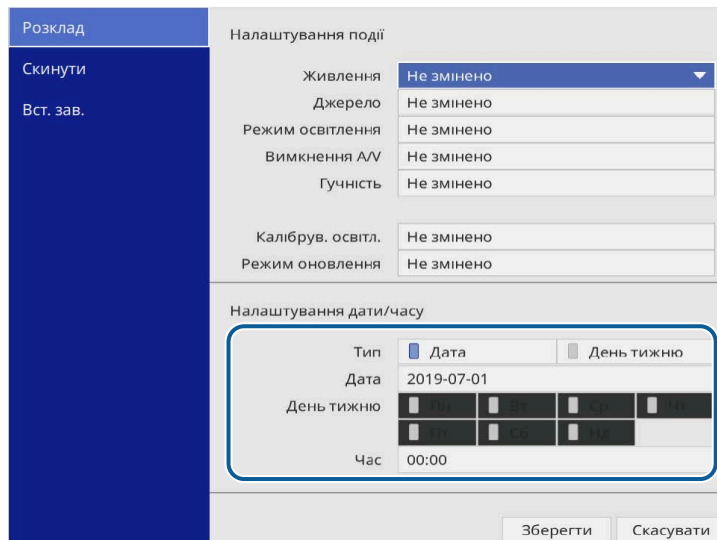 Розклад
Скинути
Вст. зав.
Налаштування події
Живлення Не змінено
Джерело Не змінено
Режим освітлення Не змінено
Вимкнення A/V Не змінено
Гучність Не змінено
Калібрув. освітл. Не змінено
Режим оновлення Не змінено
Налаштування дати/часу
Тип Дата День тижню
Дата 2019-07-01
День тижню Пн Вт Ср Чт
Пт Сб Нд
Час 00:00
Зберегти Скасувати